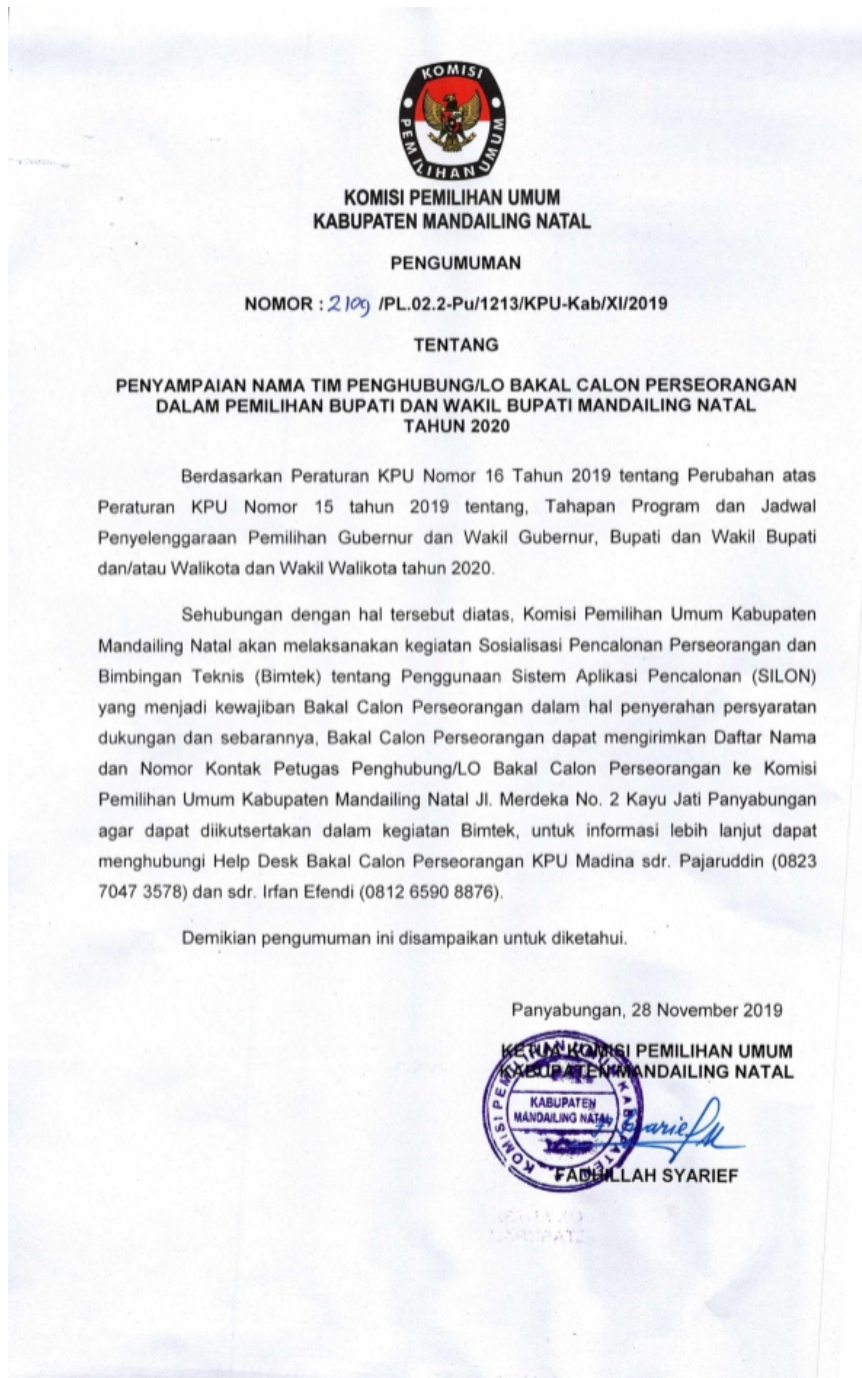 KOMISI
PEMILIHAN UMUM
KOMISI PEMILIHAN UMUM
KABUPATEN MANDAILING NATAL
PENGUMUMAN
NOMOR : 2109 /PL.02.2-Pu/1213/KPU-Kab/XI/2019
TENTANG
PENYAMPAIAN NAMA TIM PENGHUBUNG/LO BAKAL CALON PERSEORANGAN
DALAM PEMILIHAN BUPATI DAN WAKIL BUPATI MANDAILING NATAL
TAHUN 2020
Berdasarkan Peraturan KPU Nomor 16 Tahun 2019 tentang Perubahan atas
Peraturan KPU Nomor 15 tahun 2019 tentang, Tahapan Program dan Jadwal
Penyelenggaraan Pemilihan Gubernur dan Wakil Gubernur, Bupati dan Wakil Bupati
dan/atau Walikota dan Wakil Walikota tahun 2020.
Sehubungan dengan hal tersebut diatas, Komisi Pemilihan Umum Kabupaten
Mandailing Natal akan melaksanakan kegiatan Sosialisasi Pencalonan Perseorangan dan
Bimbingan Teknis (Bimtek) tentang Penggunaan Sistem Aplikasi Pencalonan (SILON)
yang menjadi kewajiban Bakal Calon Perseorangan dalam hal penyerahan persyaratan
dukungan dan sebarannya, Bakal Calon Perseorangan dapat mengirimkan Daftar Nama
dan Nomor Kontak Petugas Penghubung/LO Bakal Calon Perseorangan ke Komisi
Pemilihan Umum Kabupaten Mandailing Natal Jl. Merdeka No. 2 Kayu Jati Panyabungan
agar dapat diikutsertakan dalam kegiatan Bimtek, untuk informasi lebih lanjut dapat
menghubungi Help Desk Bakal Calon Perseorangan KPU Madina sdr. Pajaruddin (0823
7047 3578) dan sdr. Irfan Efendi (0812 6590 8876).
Demikian pengumuman ini disampaikan untuk diketahui.
Panyabungan, 28 November 2019
KETUA KOMISI PEMILIHAN UMUM
KABUPATEN MANDAILING NATAL
KOMISI PEMILIHAN UMUM KABUPATEN
KABUPATEN
MANDAILING NATAL
FADHILLAH SYARIEF